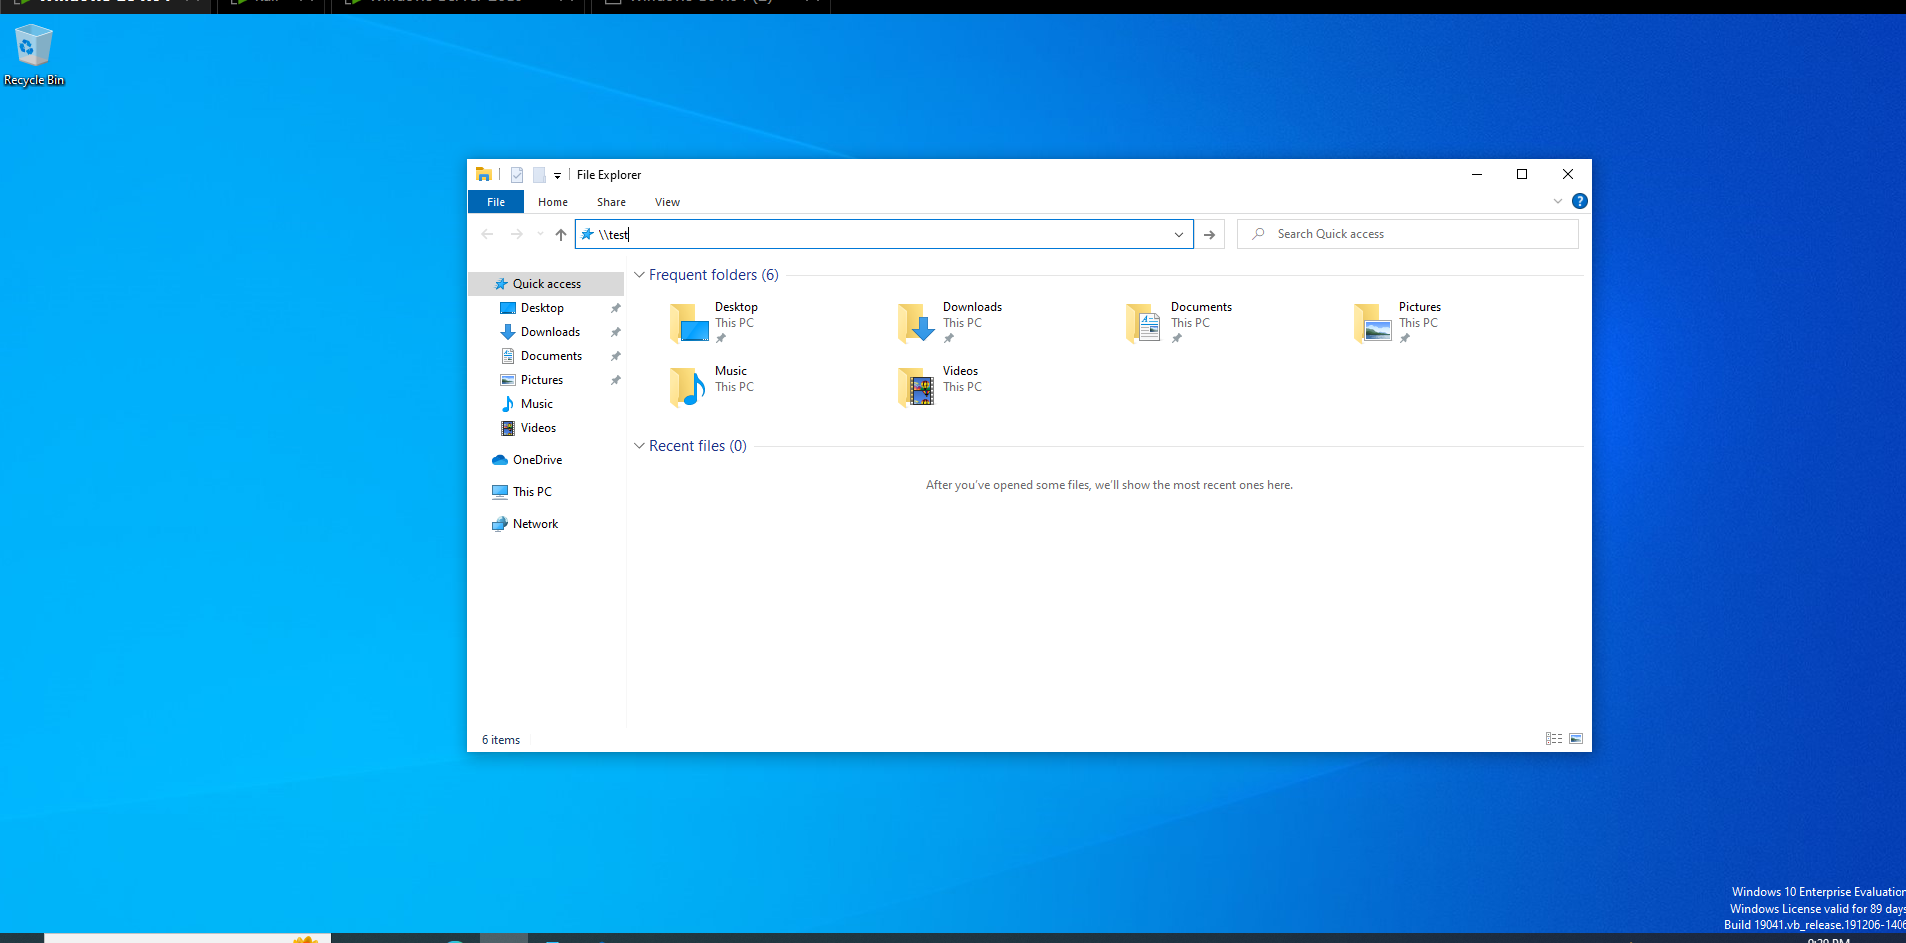 Recycle Bin
File Explorer
File Home Share View
\\test
Search Quick access
Quick access
Desktop
Downloads
Documents
Pictures
Music
Videos
OneDrive
This PC
Network
Frequent folders (6)
Desktop
This PC
Downloads
This PC
Documents
This PC
Pictures
This PC
Music
This PC
Videos
This PC
Recent files (0)
After you've opened some files, we'll show the most recent ones here.
6 items
Windows 10 Enterprise Evaluation
Windows License valid for 89 days
Build 19041.vb_release.191206-1406